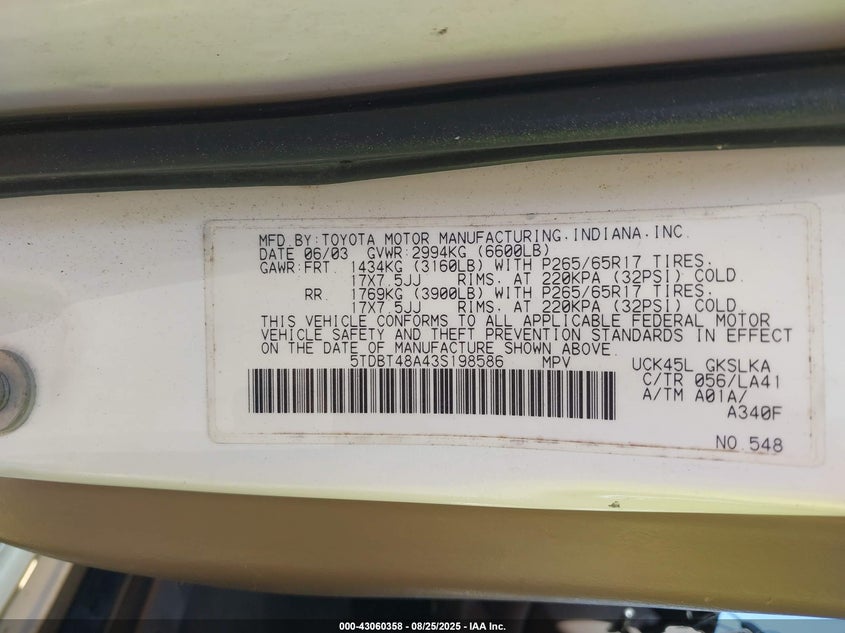 MFD.BY:TOYOTA MOTOR MANUFACTURING.INDIANA.INC.
DATE 06/03 GVWR:2994KG (6600LB)
GAWR:FRT 1434KG (3160LB) WITH P265/65R17 TIRES.
17X7.5JJ RIMS. AT 220KPA (32PSI) COLD.
RR 1769KG (3900LB) WITH P265/65R17 TIRES.
17X7.5JJ RIMS. AT 220KPA (32PSI) COLD.
THIS VEHICLE CONFORMS TO ALL APPLICABLE FEDERAL MOTOR
VEHICLE SAFETY AND THEFT PREVENTION STANDARDS IN EFFECT
ON THE DATE OF MANUFACTURE SHOWN ABOVE.
5TDBT48A43S198586 MPV UCK45L GKSLKA
C/TR 056/LA41
A/TM A01A/
A340F
NO.548
000-43060358 - 08/25/2025 - IAA Inc.